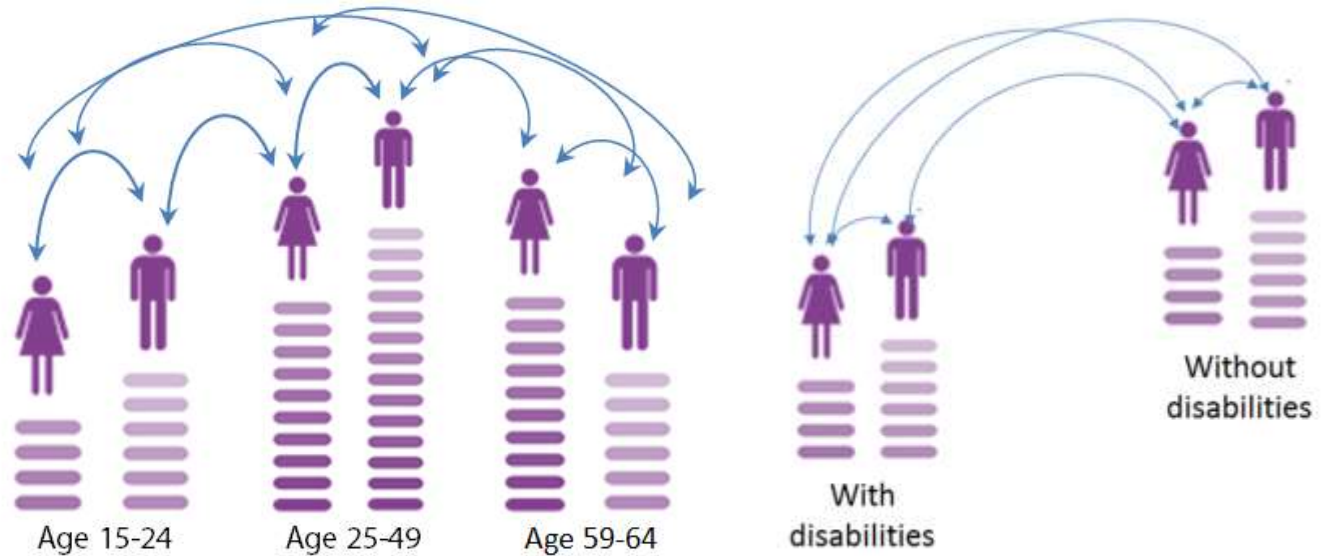 Age 15-24
Age 25-49
Age 59-64
With
disabilities
Without
disabilities